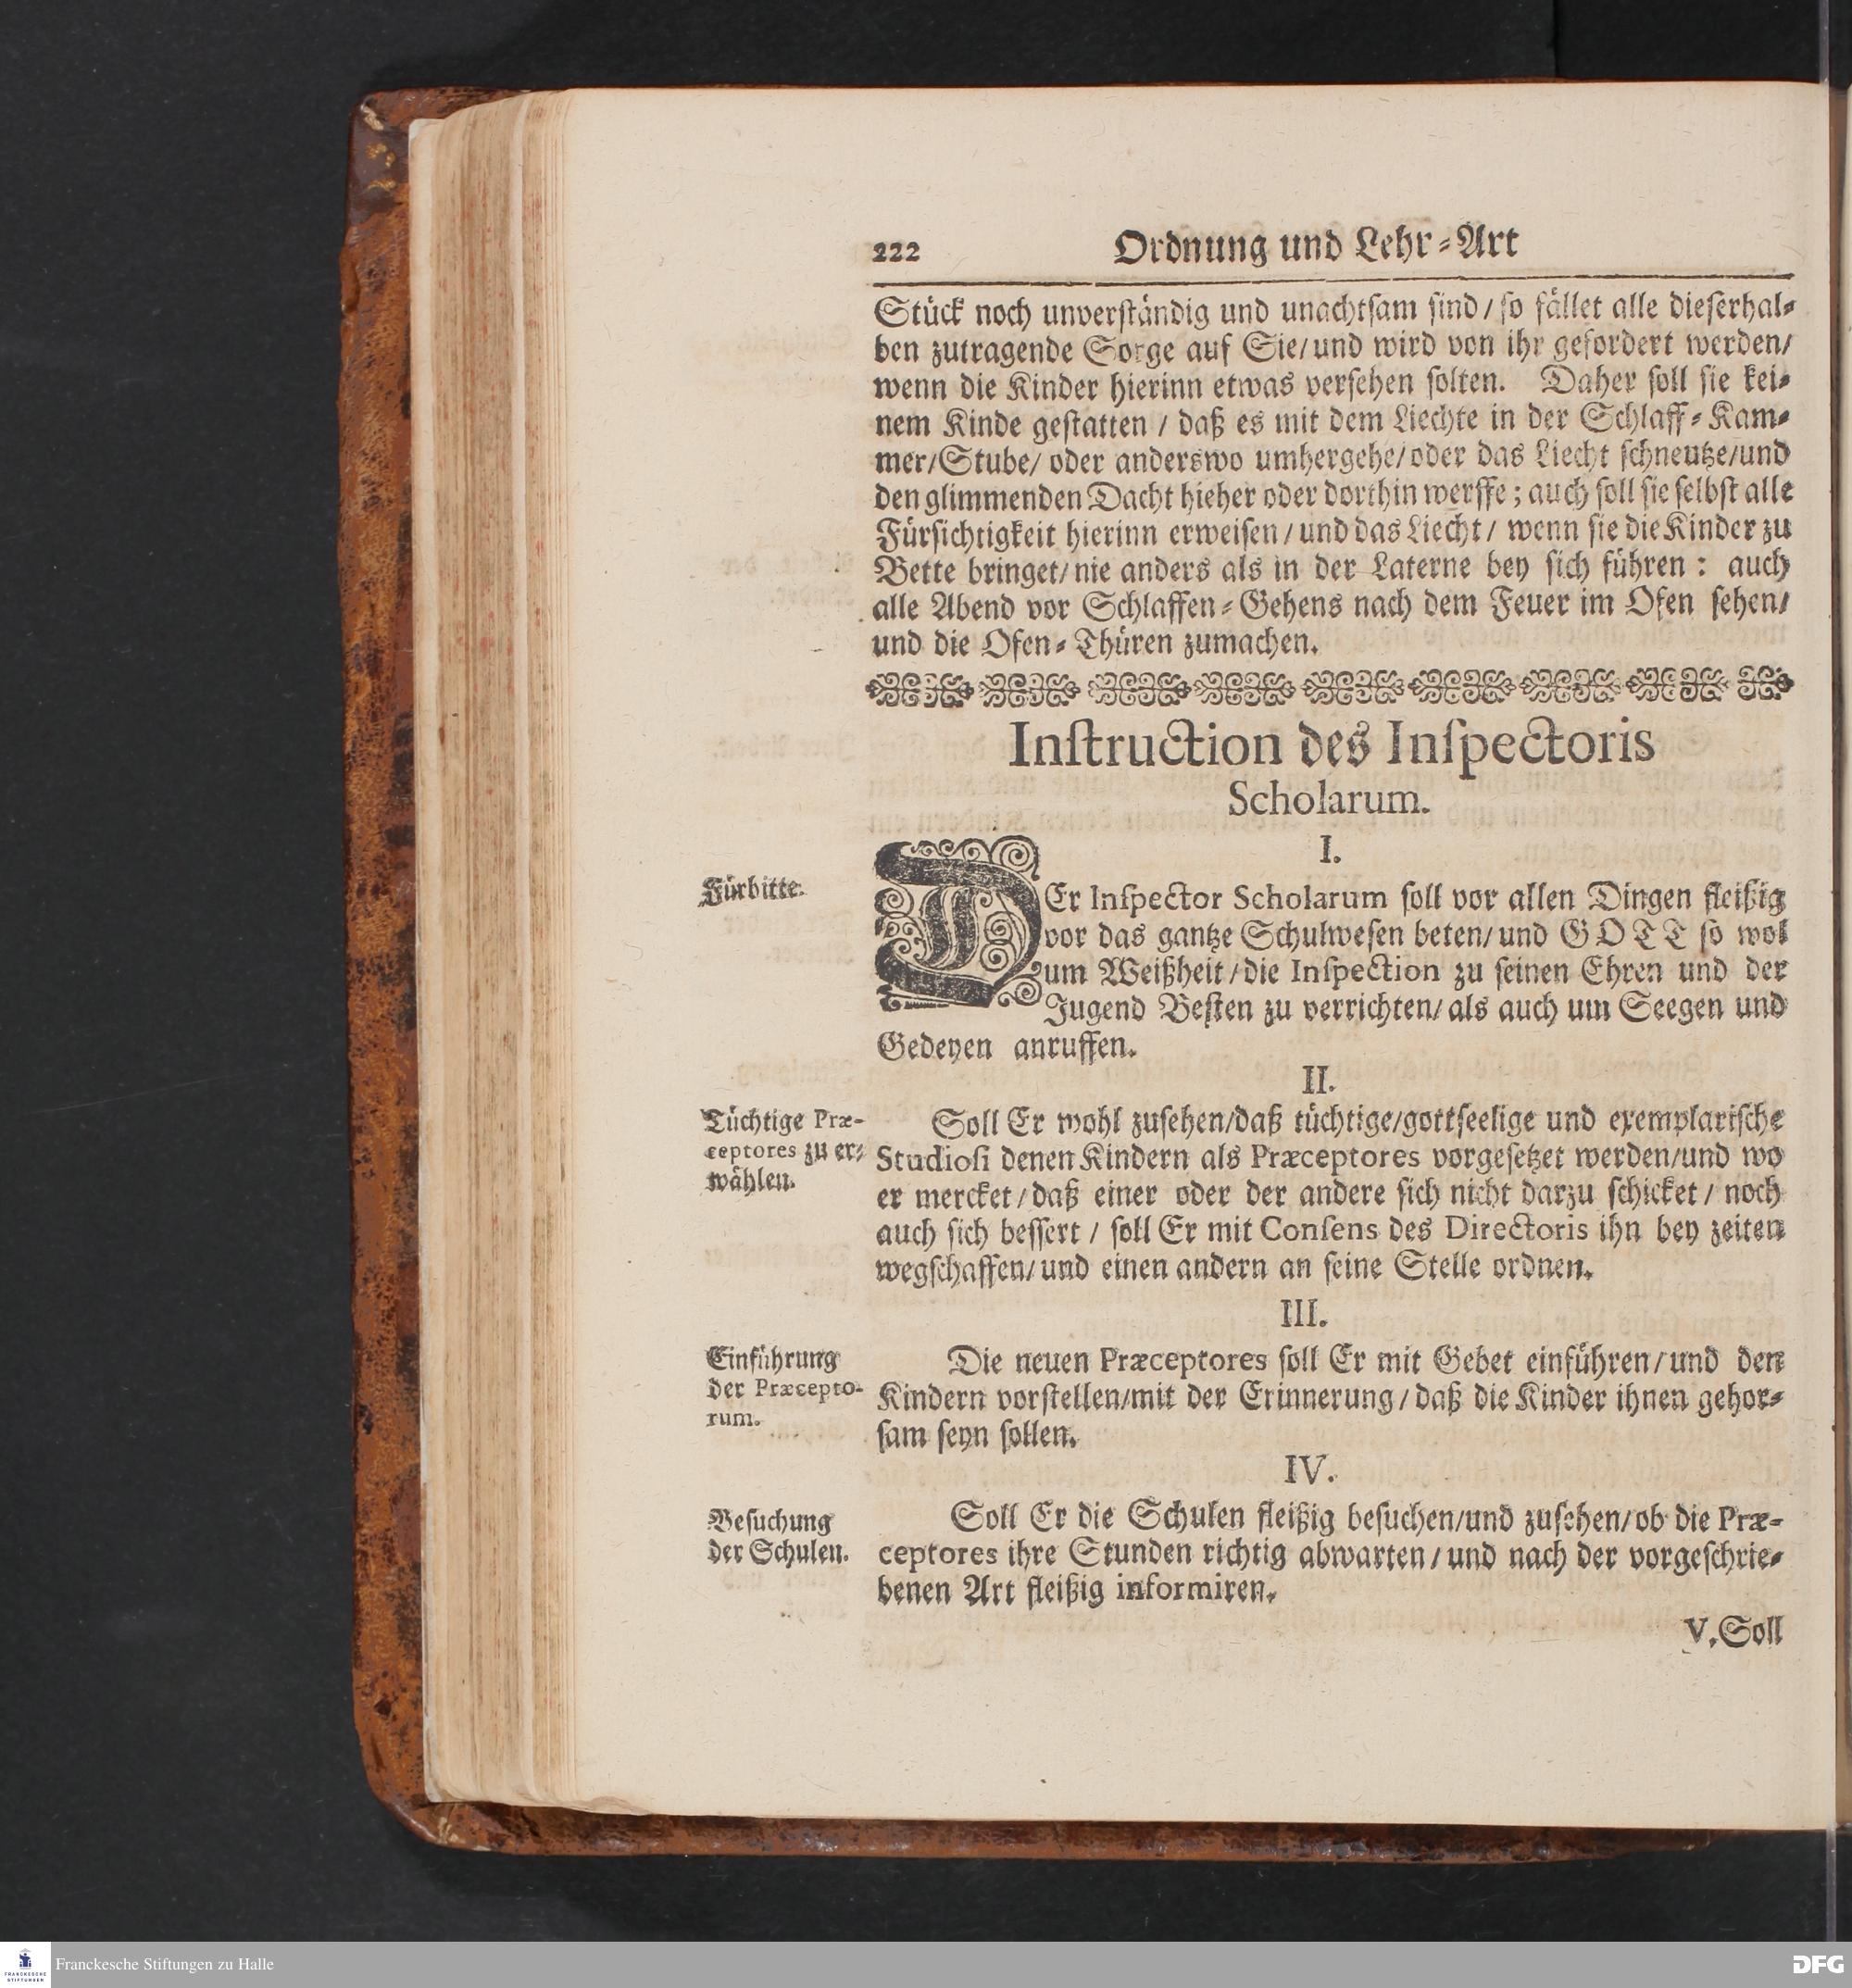 222 Ordnung und Lehr-Art
Stück noch unverständig und unachtsam sind/ so fället alle dieserhal-
ben zutragende Sorge auf Sie/ und wird von ihr gefordert werden/
wenn die Kinder hierinn etwas versehen solten. Daher soll sie kei-
nem Kinde gestatten / daß es mit dem Liechte in der Schlaff-Kam-
mer/Stube/ oder anderswo umhergehe/ oder das Liecht schneutze/und
den glimmenden Dacht hieher oder dorthin werffe; auch soll sie selbst alle
Fürsichtigkeit hierinn erweisen/ und das Liecht/ wenn sie die Kinder zu
Bette bringet/ nie anders als in der Laterne bey sich führen: auch
alle Abend vor Schlaffen-Gehens nach dem Feuer im Ofen sehen/
und die Ofen-Thüren zumachen.
Inſtruction des Inſpectoris
Scholarum.
I.
Fürbitte.
DEr Inſpector Scholarum soll vor allen Dingen fleißig
vor das gantze Schulwesen beten/ und GOTT so wol
um Weißheit/ die Inſpection zu seinen Ehren und der
Jugend Besten zu verrichten/ als auch um Seegen und
Gedeyen anruffen.
II.
Tüchtige Præ-
ceptores zu er-
wählen.
Soll Er wohl zusehen/daß tüchtige/gottseelige und exemplarische
Studioſi denen Kindern als Præceptores vorgesetzet werden/und wo
er mercket/ daß einer oder der andere sich nicht darzu schicket/ noch
auch sich bessert / soll Er mit Conſens des Directoris ihn bey zeiten
wegschaffen/ und einen andern an seine Stelle ordnen.
III.
Einführung
der Præcepto-
rum.
Die neuen Præceptores soll Er mit Gebet einführen/ und den
Kindern vorstellen/mit der Erinnerung/ daß die Kinder ihnen gehor-
sam seyn sollen.
IV.
Besuchung
der Schulen.
Soll Er die Schulen fleißig besuchen/und zusehen/ ob die Præ-
ceptores ihre Stunden richtig abwarten/ und nach der vorgeschrie-
benen Art fleißig informiren.
V. Soll
FRANCKESCHE
STIFTUNGEN
Franckesche Stiftungen zu Halle
DFG